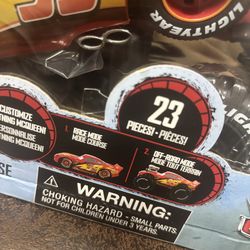 LIGHTYEAR
23
PIECES! • PIÈCES!
CUSTOMIZE
LIGHTNING MCQUEEN!
PERSONNALISE
MCQUEEN!
1. RACE MODE
MODE COURSE
2. OFF-ROAD MODE
MODE TOUT TERRAIN
WARNING:
CHOKING HAZARD - SMALL PARTS.
NOT FOR CHILDREN UNDER 3 YEARS.